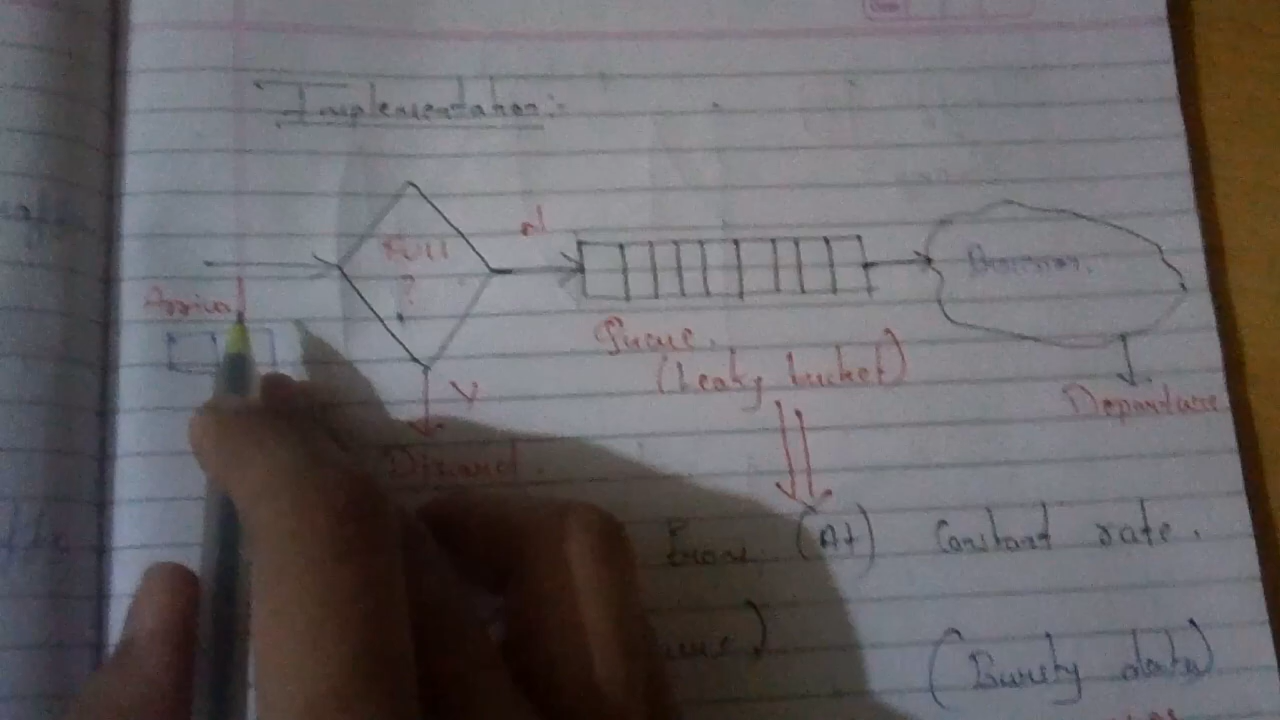 Implementation:
N
Full
?
Arrival
Queue.
(Leaky bucket)
Y
Departure
Discard.
(At) Constant rate.
(Bursty data)